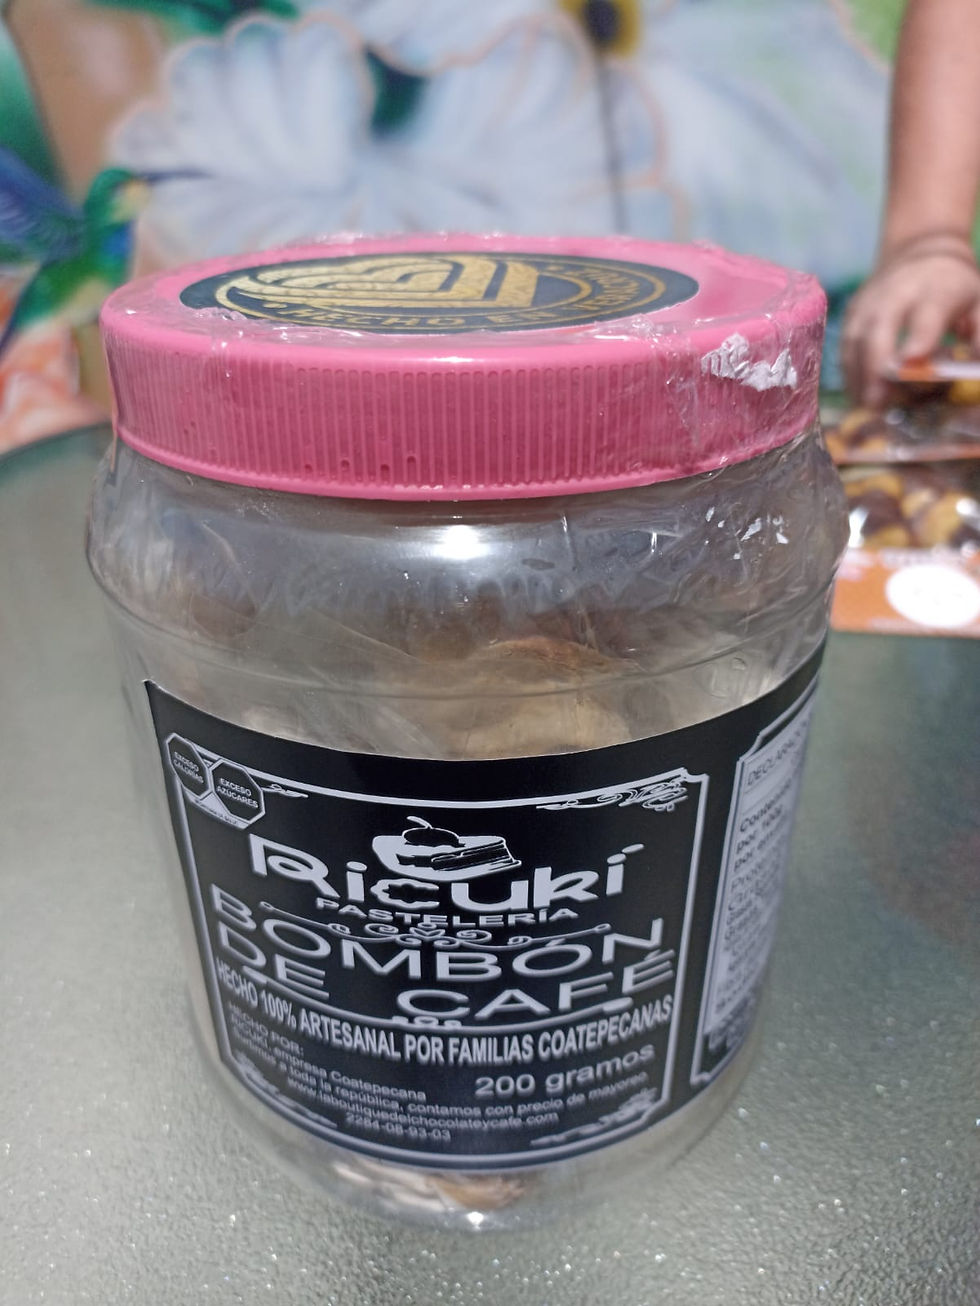 HECHO EN
EXCESO
CALORÍAS
EXCESO
AZÚCARES
Ricuki
PASTELERÍA
BOMBÓN
DE CAFÉ
HECHO 100% ARTESANAL POR FAMILIAS COATEPECANAS
HECHO POR:
RICUKI, empresa Coatepecana
200 gramos
Surtimos a toda la república, contamos con precio de mayoreo
www.laboutiquedelchocolateycafe.com
2284-08-93-03